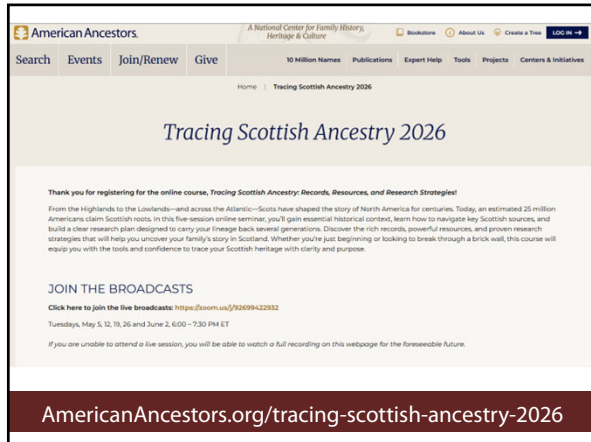 American Ancestors.
A National Center for Family History,
Heritage & Culture
Bookstore About Us Create a Tree LOG IN →
Search Events Join/Renew Give
10 Million Names Publications Expert Help Tools Projects Centers & Initiatives
Home | Tracing Scottish Ancestry 2026
Tracing Scottish Ancestry 2026
Thank you for registering for the online course, Tracing Scottish Ancestry: Records, Resources, and Research Strategies!
From the Highlands to the Lowlands—and across the Atlantic—Scots have shaped the story of North America for centuries. Today, an estimated 25 million
Americans claim Scottish roots. In this five-session online seminar, you'll gain essential historical context, learn how to navigate key Scottish sources, and
build a clear research plan designed to carry your lineage back several generations. Discover the rich records, powerful resources, and proven research
strategies that will help you uncover your family's story in Scotland. Whether you're just beginning or looking to break through a brick wall, this course will
equip you with the tools and confidence to trace your Scottish heritage with clarity and purpose.
JOIN THE BROADCASTS
Click here to join the live broadcasts: https://zoom.us/j/92699422932
Tuesdays, May 5, 12, 19, 26 and June 2, 6:00 – 7:30 PM ET
If you are unable to attend a live session, you will be able to watch a full recording on this webpage for the foreseeable future.
AmericanAncestors.org/tracing-scottish-ancestry-2026